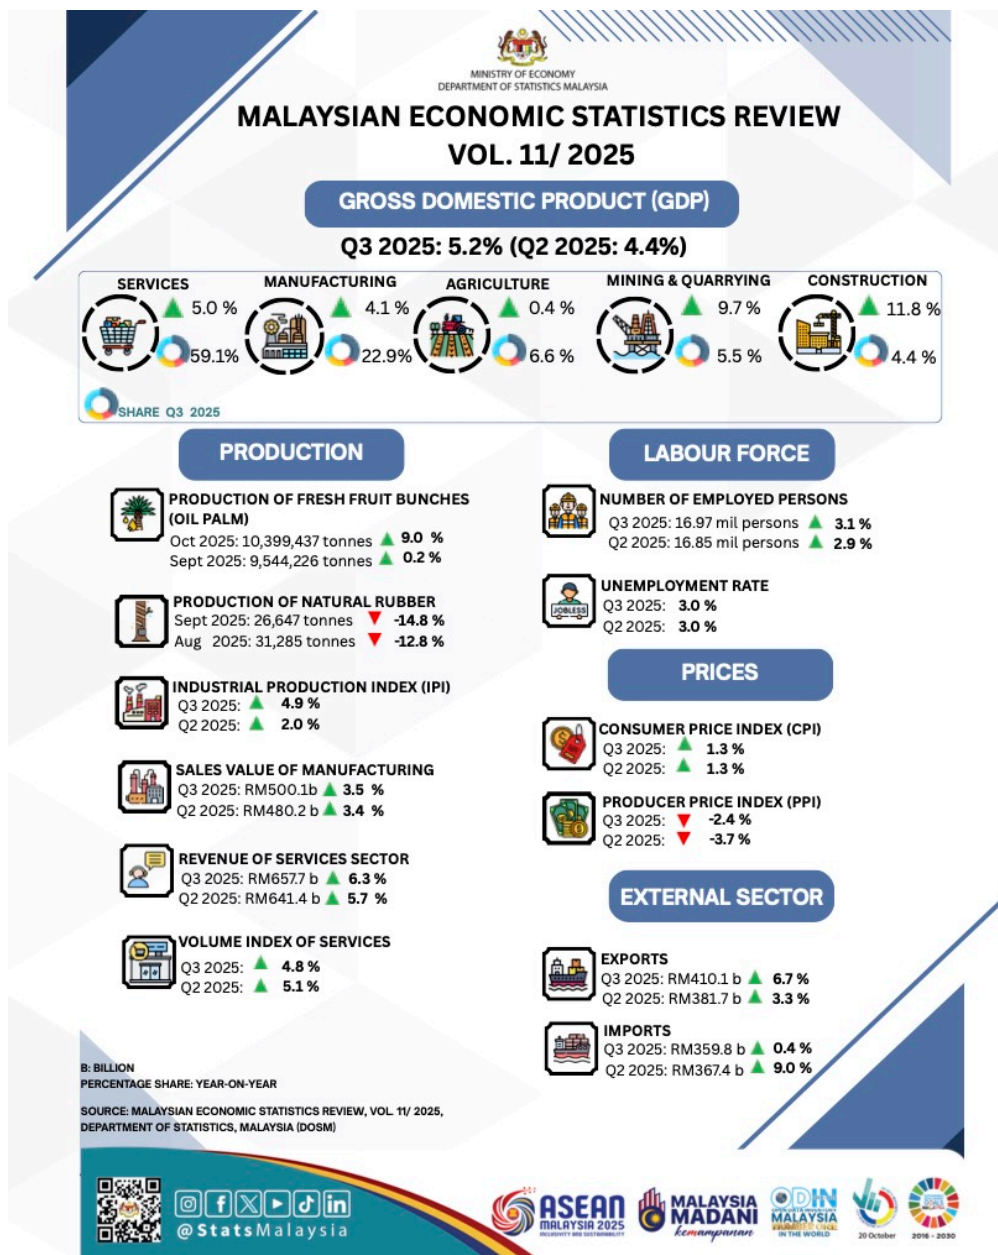 MINISTRY OF ECONOMY
DEPARTMENT OF STATISTICS MALAYSIA
MALAYSIAN ECONOMIC STATISTICS REVIEW
VOL. 11/ 2025
GROSS DOMESTIC PRODUCT (GDP)
Q3 2025: 5.2% (Q2 2025: 4.4%)
SERVICES
5.0 %
59.1%
MANUFACTURING
4.1 %
22.9%
AGRICULTURE
0.4 %
6.6 %
MINING & QUARRYING
9.7 %
5.5 %
CONSTRUCTION
11.8 %
4.4 %
SHARE Q3 2025
PRODUCTION
PRODUCTION OF FRESH FRUIT BUNCHES
(OIL PALM)
Oct 2025: 10,399,437 tonnes 9.0 %
Sept 2025: 9,544,226 tonnes 0.2 %
PRODUCTION OF NATURAL RUBBER
Sept 2025: 26,647 tonnes -14.8 %
Aug 2025: 31,285 tonnes -12.8 %
INDUSTRIAL PRODUCTION INDEX (IPI)
Q3 2025: 4.9 %
Q2 2025: 2.0 %
SALES VALUE OF MANUFACTURING
Q3 2025: RM500.1b 3.5 %
Q2 2025: RM480.2 b 3.4 %
REVENUE OF SERVICES SECTOR
Q3 2025: RM657.7 b 6.3 %
Q2 2025: RM641.4 b 5.7 %
VOLUME INDEX OF SERVICES
Q3 2025: 4.8 %
Q2 2025: 5.1 %
LABOUR FORCE
NUMBER OF EMPLOYED PERSONS
Q3 2025: 16.97 mil persons 3.1 %
Q2 2025: 16.85 mil persons 2.9 %
JOBLESS
UNEMPLOYMENT RATE
Q3 2025: 3.0 %
Q2 2025: 3.0 %
PRICES
CONSUMER PRICE INDEX (CPI)
Q3 2025: 1.3 %
Q2 2025: 1.3 %
PRODUCER PRICE INDEX (PPI)
Q3 2025: -2.4 %
Q2 2025: -3.7 %
EXTERNAL SECTOR
EXPORTS
Q3 2025: RM410.1 b 6.7 %
Q2 2025: RM381.7 b 3.3 %
IMPORTS
Q3 2025: RM359.8 b 0.4 %
Q2 2025: RM367.4 b 9.0 %
B: BILLION
PERCENTAGE SHARE: YEAR-ON-YEAR
SOURCE: MALAYSIAN ECONOMIC STATISTICS REVIEW, VOL. 11/ 2025,
DEPARTMENT OF STATISTICS, MALAYSIA (DOSM)
@StatsMalaysia
ASEAN
MALAYSIA 2025
INCLUSIVITY AND SUSTAINABILITY
MALAYSIA
MADANI
kemampanan
ODIN
MALAYSIA
IN THE WORLD
20 October
2016 - 2030